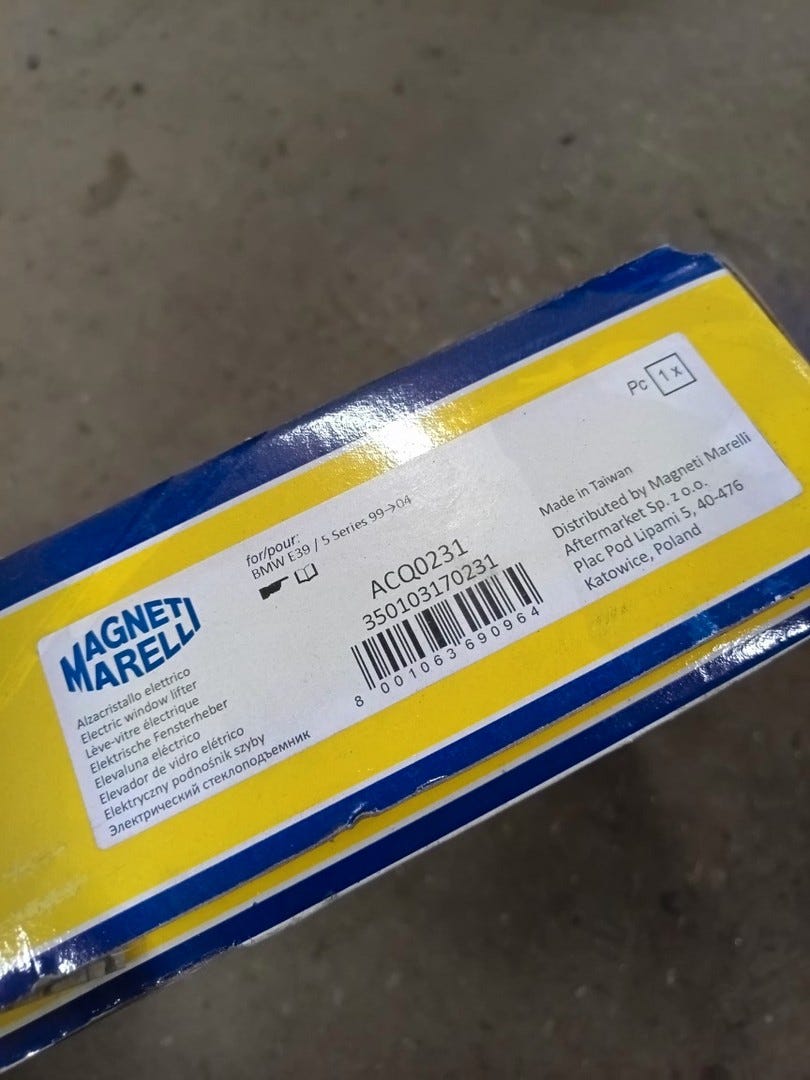 MAGNETI
MARELLI
Alzacristallo elettrico
Electric window lifter
Lève-vitre électrique
Elektrische Fensterheber
Elevaluna eléctrico
Elevador de vidro elétrico
Elektryczny podnośnik szyby
Электрический стеклоподъемник
for/pour:
BMW E39 / 5 Series 99→04
ACQ0231
350103170231
8 001063 690964
Pc 1 x
Made in Taiwan
Distributed by Magneti Marelli
Aftermarket Sp. z o.o.
Plac Pod Lipami 5, 40-476
Katowice, Poland